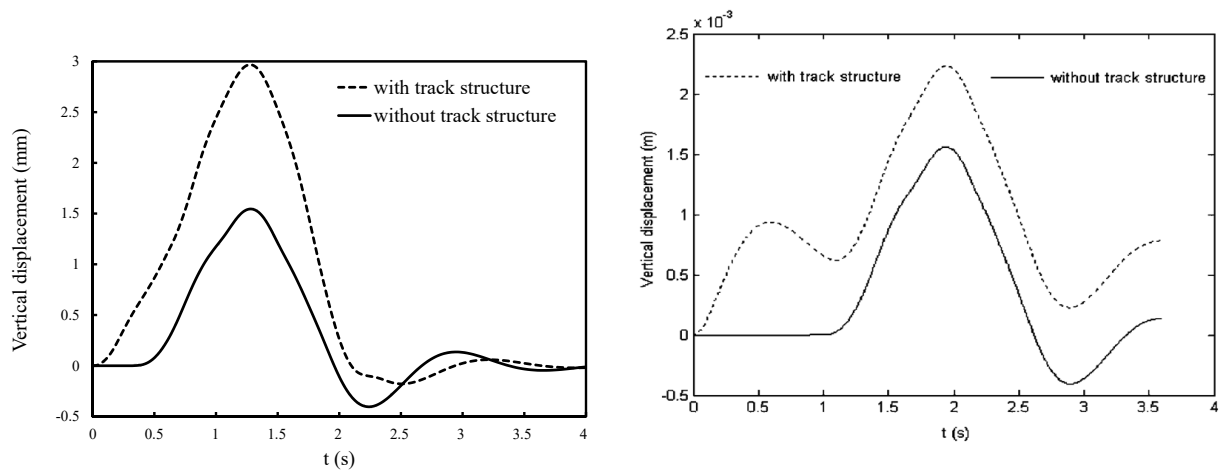 3
2.5
2
1.5
1
0.5
0
-0.5
Vertical displacement (mm)
with track structure
without track structure
0 0.5 1 1.5 2 2.5 3 3.5 4
t (s)
x 10⁻³
2.5
2
1.5
1
0.5
0
-0.5
Vertical displacement (m)
with track structure without track structure
0 0.5 1 1.5 2 2.5 3 3.5 4
t (s)